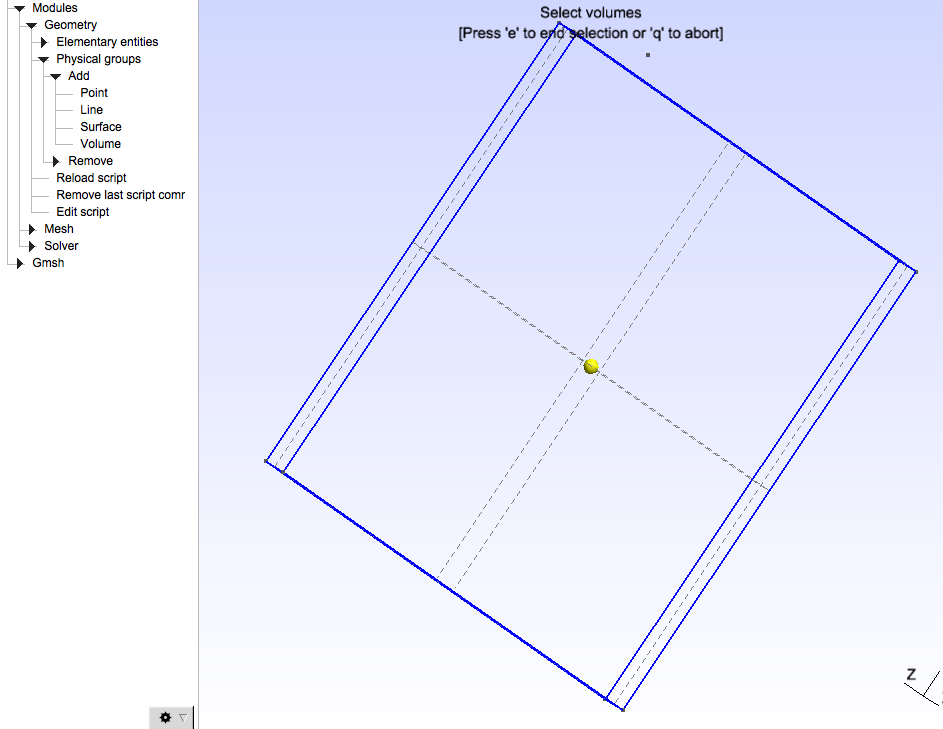 Modules
Geometry
Elementary entities
Physical groups
Add
Point
Line
Surface
Volume
Remove
Reload script
Remove last script comr
Edit script
Mesh
Solver
Gmsh
Select volumes
[Press 'e' to end selection or 'q' to abort]
Z